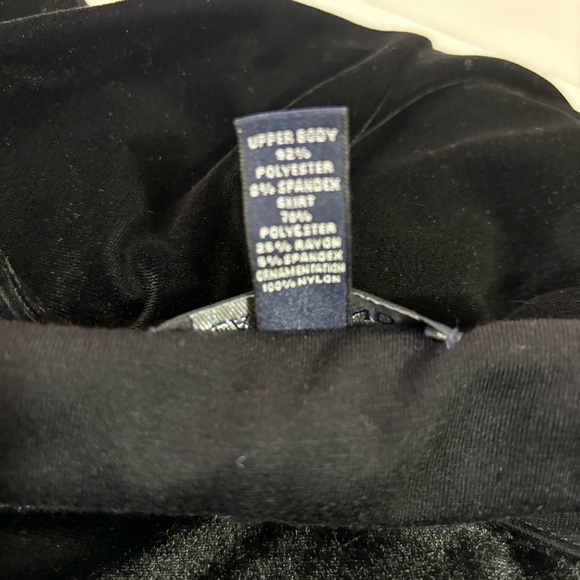 UPPER BODY
92%
POLYESTER
8% SPANDEX
SKIRT
70%
POLYESTER
25% RAYON
5% SPANDEX
ORNAMENTATION
100% NYLON